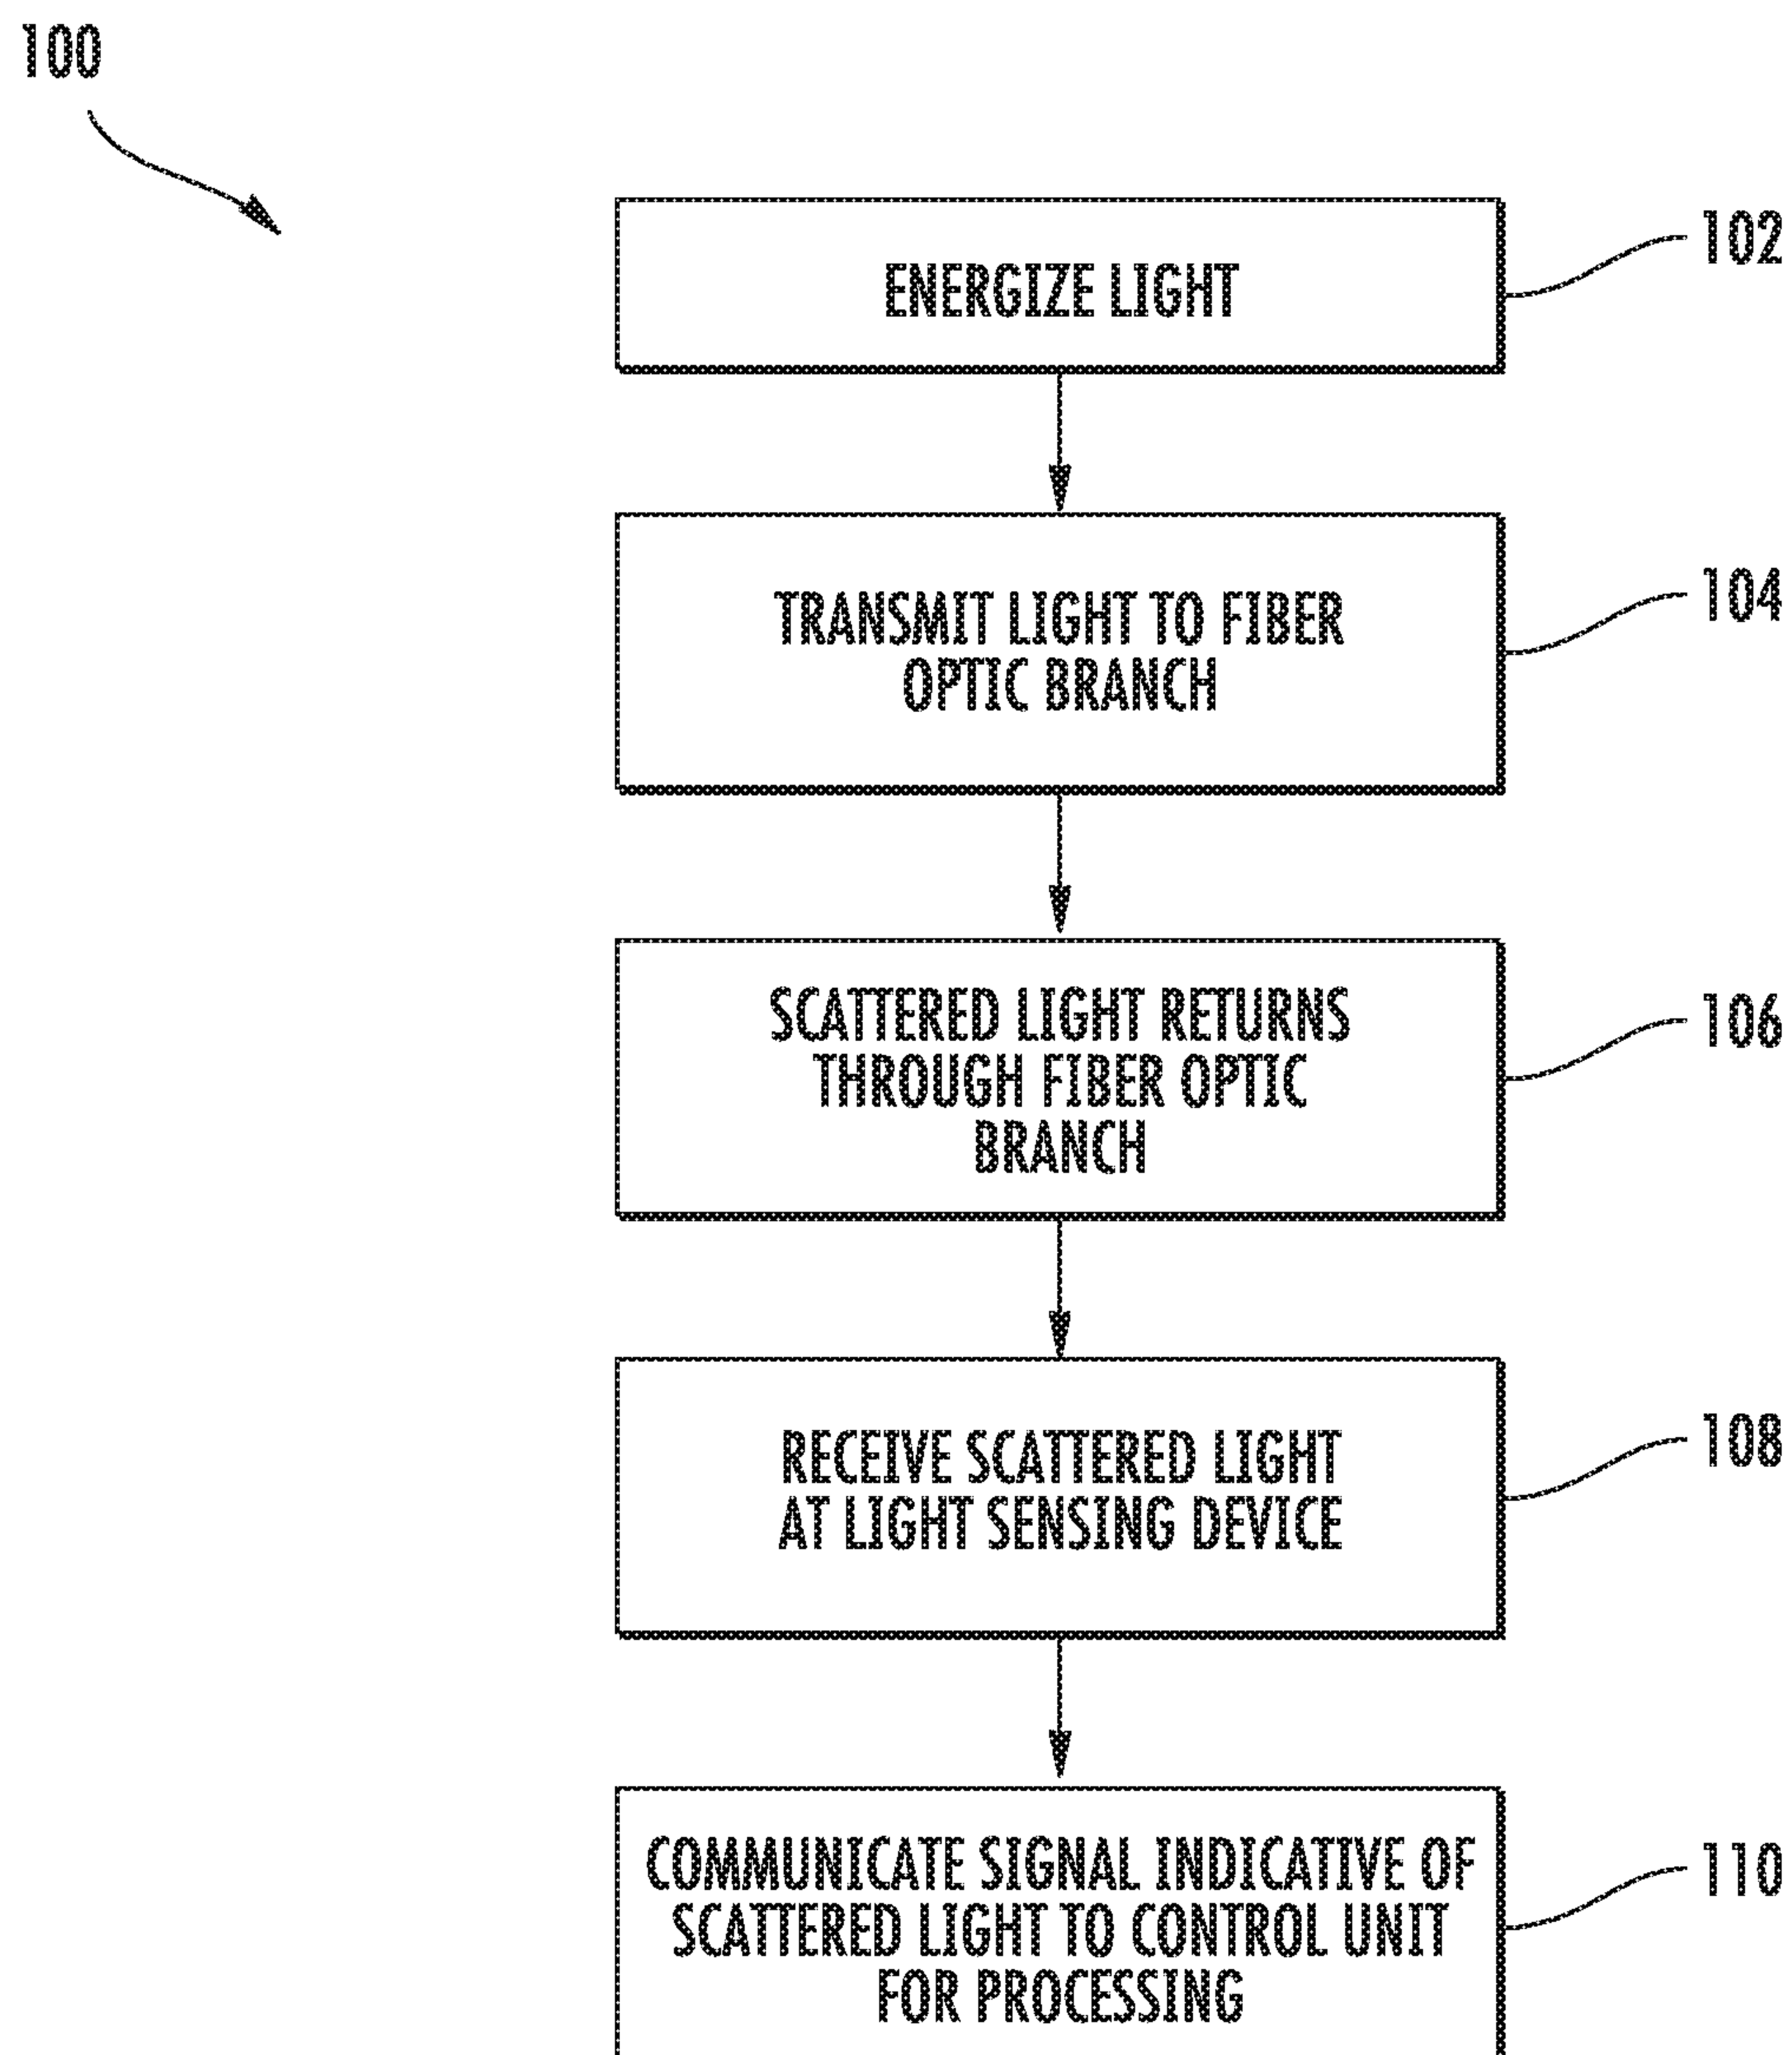 100
ENERGIZE LIGHT
102
TRANSMIT LIGHT TO FIBER
OPTIC BRANCH
104
SCATTERED LIGHT RETURNS
THROUGH FIBER OPTIC
BRANCH
106
RECEIVE SCATTERED LIGHT
AT LIGHT SENSING DEVICE
108
COMMUNICATE SIGNAL INDICATIVE OF
SCATTERED LIGHT TO CONTROL UNIT
FOR PROCESSING
110